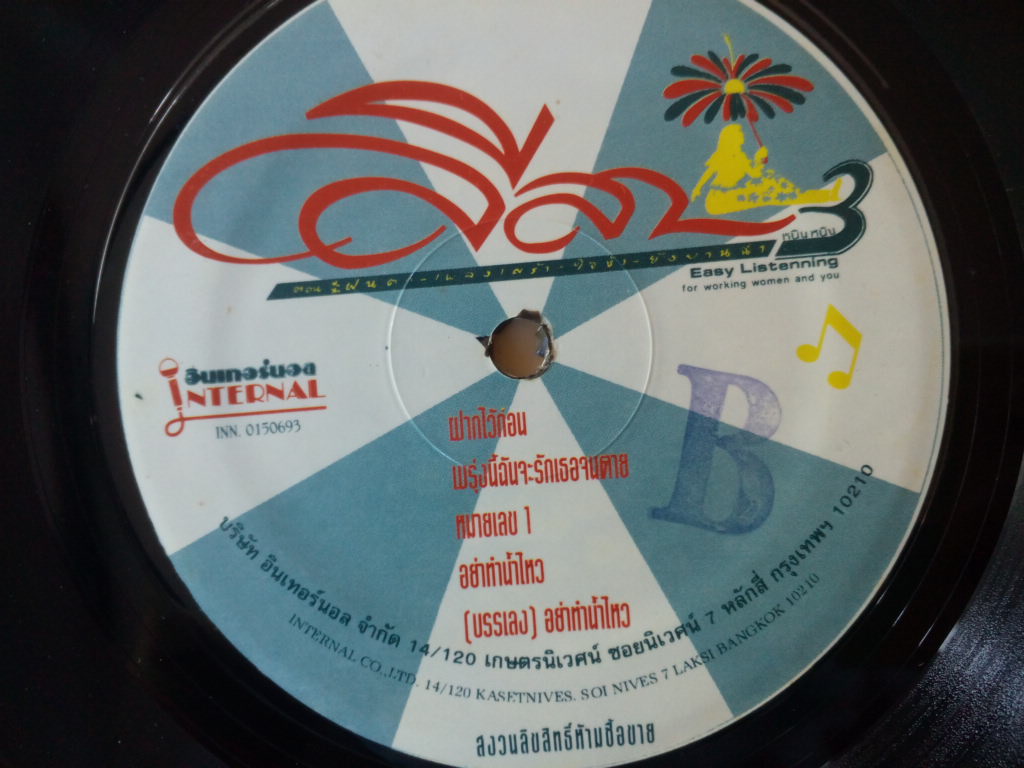 สีลา 3
หนิบหนิบ
Easy Listenning
for working women and you
อินเทอร์นอล
INTERNAL
INN. 0150693
B
ฝากไว้ก่อน
พรุ่งนี้ฉันจะรักเธอจนตาย
หมายเลข 1
อย่าทำน้ำไหว
(บรรเลง) อย่าทำน้ำไหว
บริษัท อินเทอร์นอล จำกัด 14/120 เกษตรนิเวศน์ ซอยนิเวศน์ 7 หลักสี่ กรุงเทพฯ 10210
INTERNAL CO.,LTD. 14/120 KASETNIVES. SOI NIVES 7 LAKSI BANGKOK 10210
สงวนลิขสิทธิ์ห้ามซื้อขาย